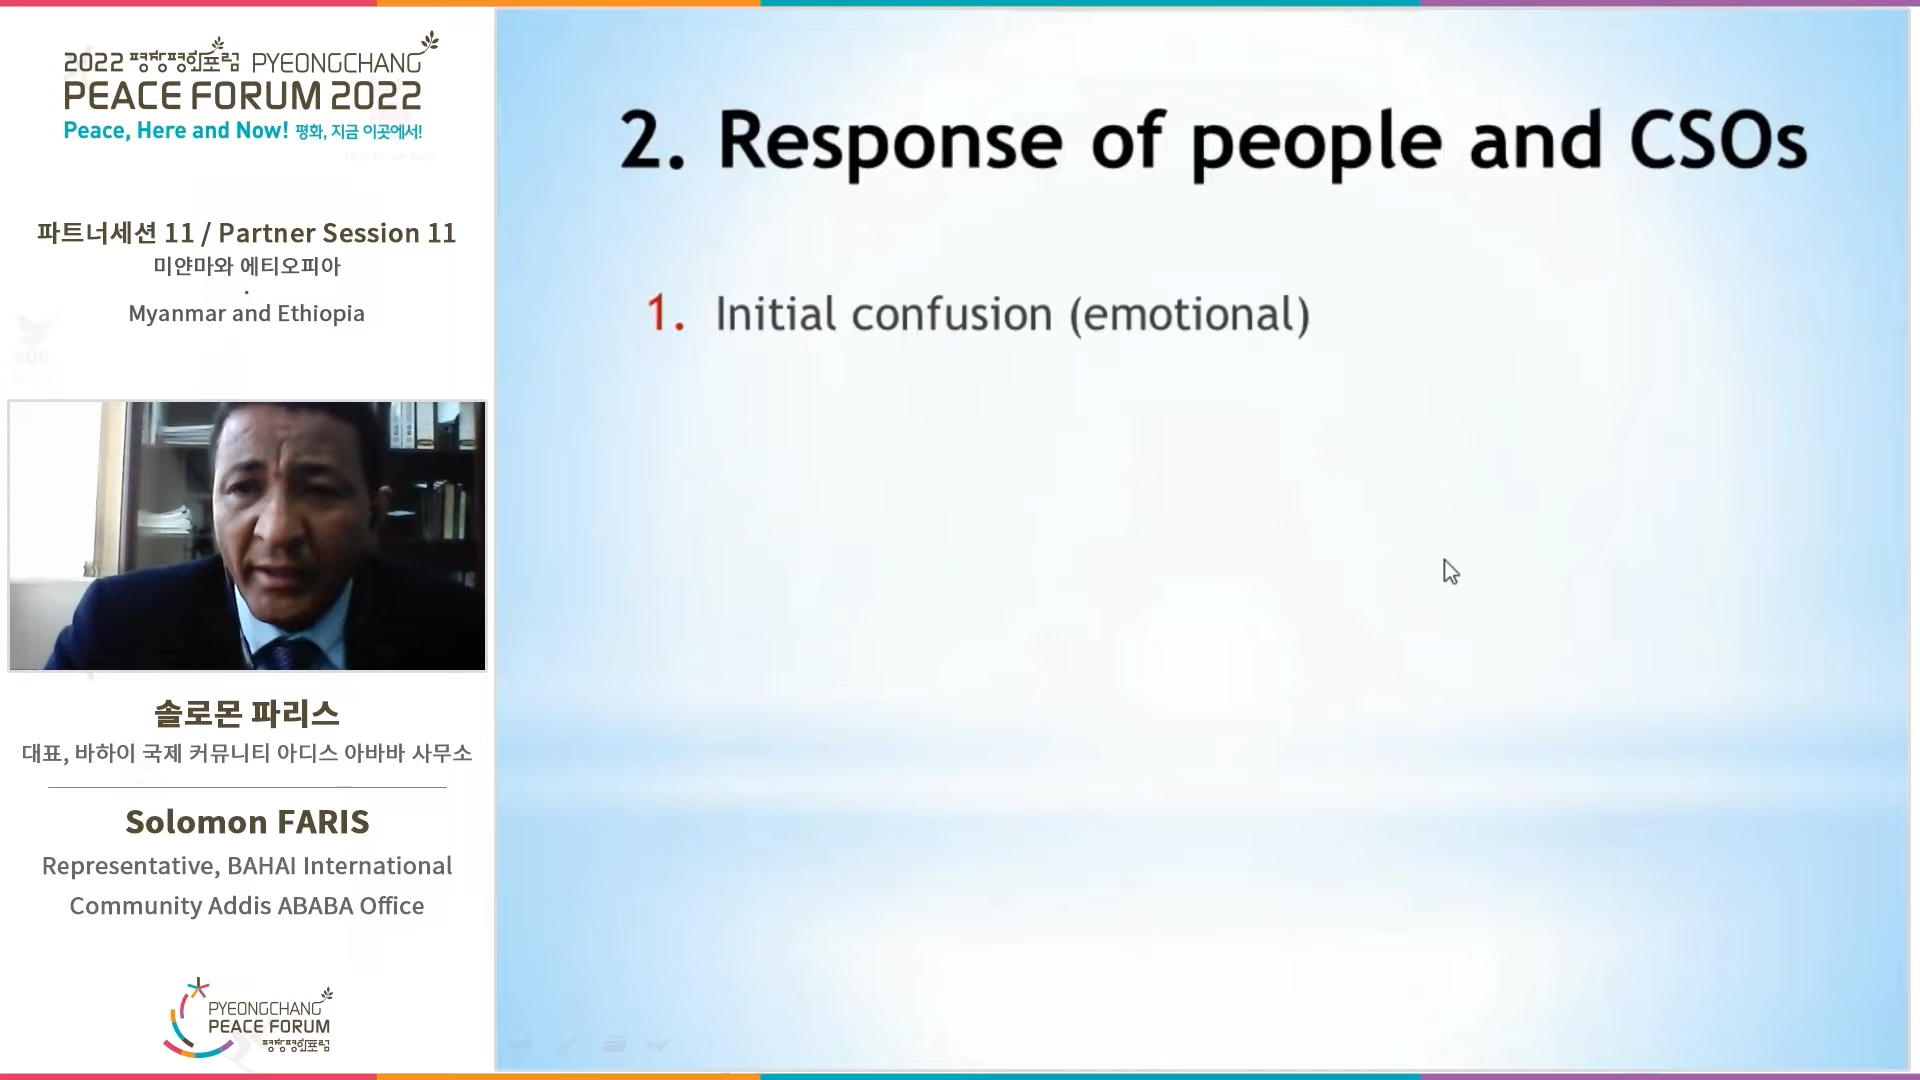 2022 평창평화포럼 PYEONGCHANG
PEACE FORUM 2022
Peace, Here and Now! 평화, 지금 이곳에서!
파트너세션 11 / Partner Session 11
미얀마와 에티오피아
·
Myanmar and Ethiopia
솔로몬 파리스
대표, 바하이 국제 커뮤니티 아디스 아바바 사무소
Solomon FARIS
Representative, BAHAI International
Community Addis ABABA Office
PYEONGCHANG
PEACE FORUM
평창평화포럼
2. Response of people and CSOs
1. Initial confusion (emotional)